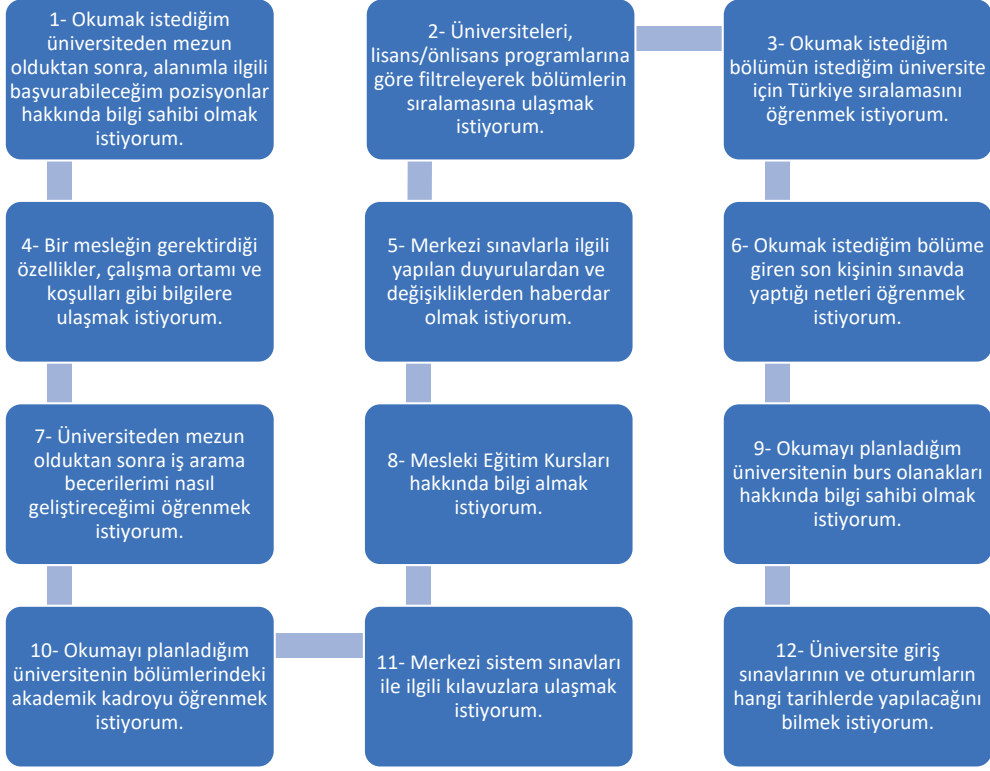 1- Okumak istediğim
üniversiteden mezun
olduktan sonra, alanımla ilgili
başvurabileceğim pozisyonlar
hakkında bilgi sahibi olmak
istiyorum.
2- Üniversiteleri,
lisans/önlisans programlarına
göre filtreleyerek bölümlerin
sıralamasına ulaşmak
istiyorum.
3- Okumak istediğim
bölümün istediğim üniversite
için Türkiye sıralamasını
öğrenmek istiyorum.
4- Bir mesleğin gerektirdiği
özellikler, çalışma ortamı ve
koşulları gibi bilgilere
ulaşmak istiyorum.
5- Merkezi sınavlarla ilgili
yapılan duyurulardan ve
değişikliklerden haberdar
olmak istiyorum.
6- Okumak istediğim bölüme
giren son kişinin sınavda
yaptığı netleri öğrenmek
istiyorum.
7- Üniversiteden mezun
olduktan sonra iş arama
becerilerimi nasıl
geliştireceğimi öğrenmek
istiyorum.
8- Mesleki Eğitim Kursları
hakkında bilgi almak
istiyorum.
9- Okumayı planladığım
üniversitenin burs olanakları
hakkında bilgi sahibi olmak
istiyorum.
10- Okumayı planladığım
üniversitenin bölümlerindeki
akademik kadroyu öğrenmek
istiyorum.
11- Merkezi sistem sınavları
ile ilgili kılavuzlara ulaşmak
istiyorum.
12- Üniversite giriş
sınavlarının ve oturumların
hangi tarihlerde yapılacağını
bilmek istiyorum.